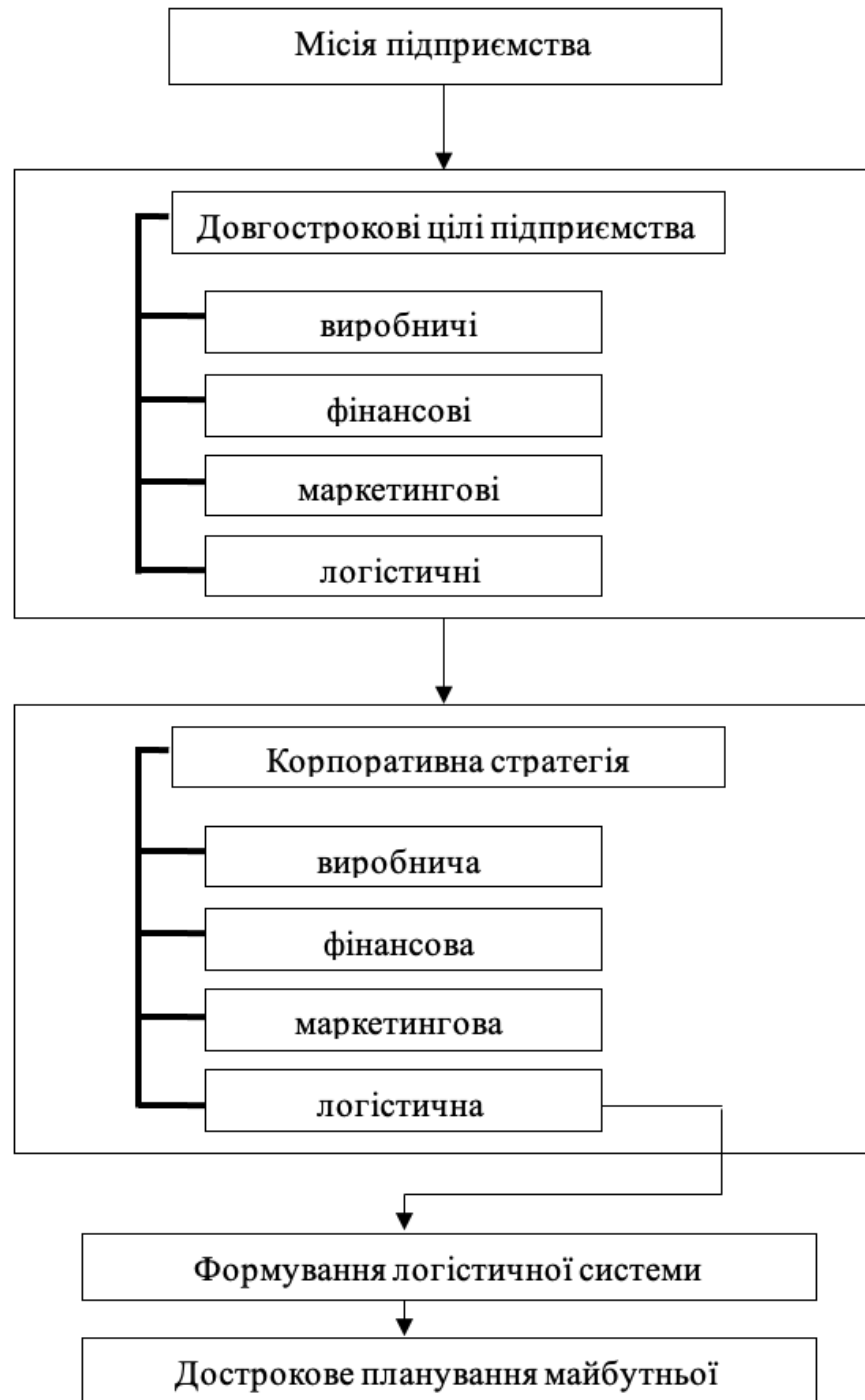 Місія підприємства
Довгострокові цілі підприємства
виробничі
фінансові
маркетингові
логістичні
Корпоративна стратегія
виробнича
фінансова
маркетингова
логістична
Формування логістичної системи
Дострокове планування майбутньої